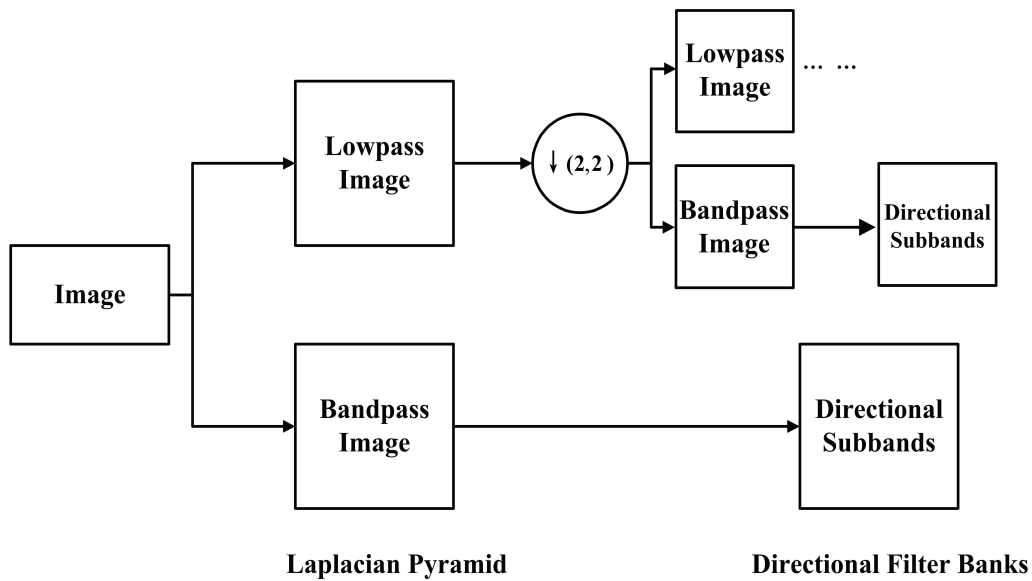 Image
Lowpass
Image
↓ (2,2 )
Lowpass
Image
... ...
Bandpass
Image
Directional
Subbands
Bandpass
Image
Directional
Subbands
Laplacian Pyramid
Directional Filter Banks